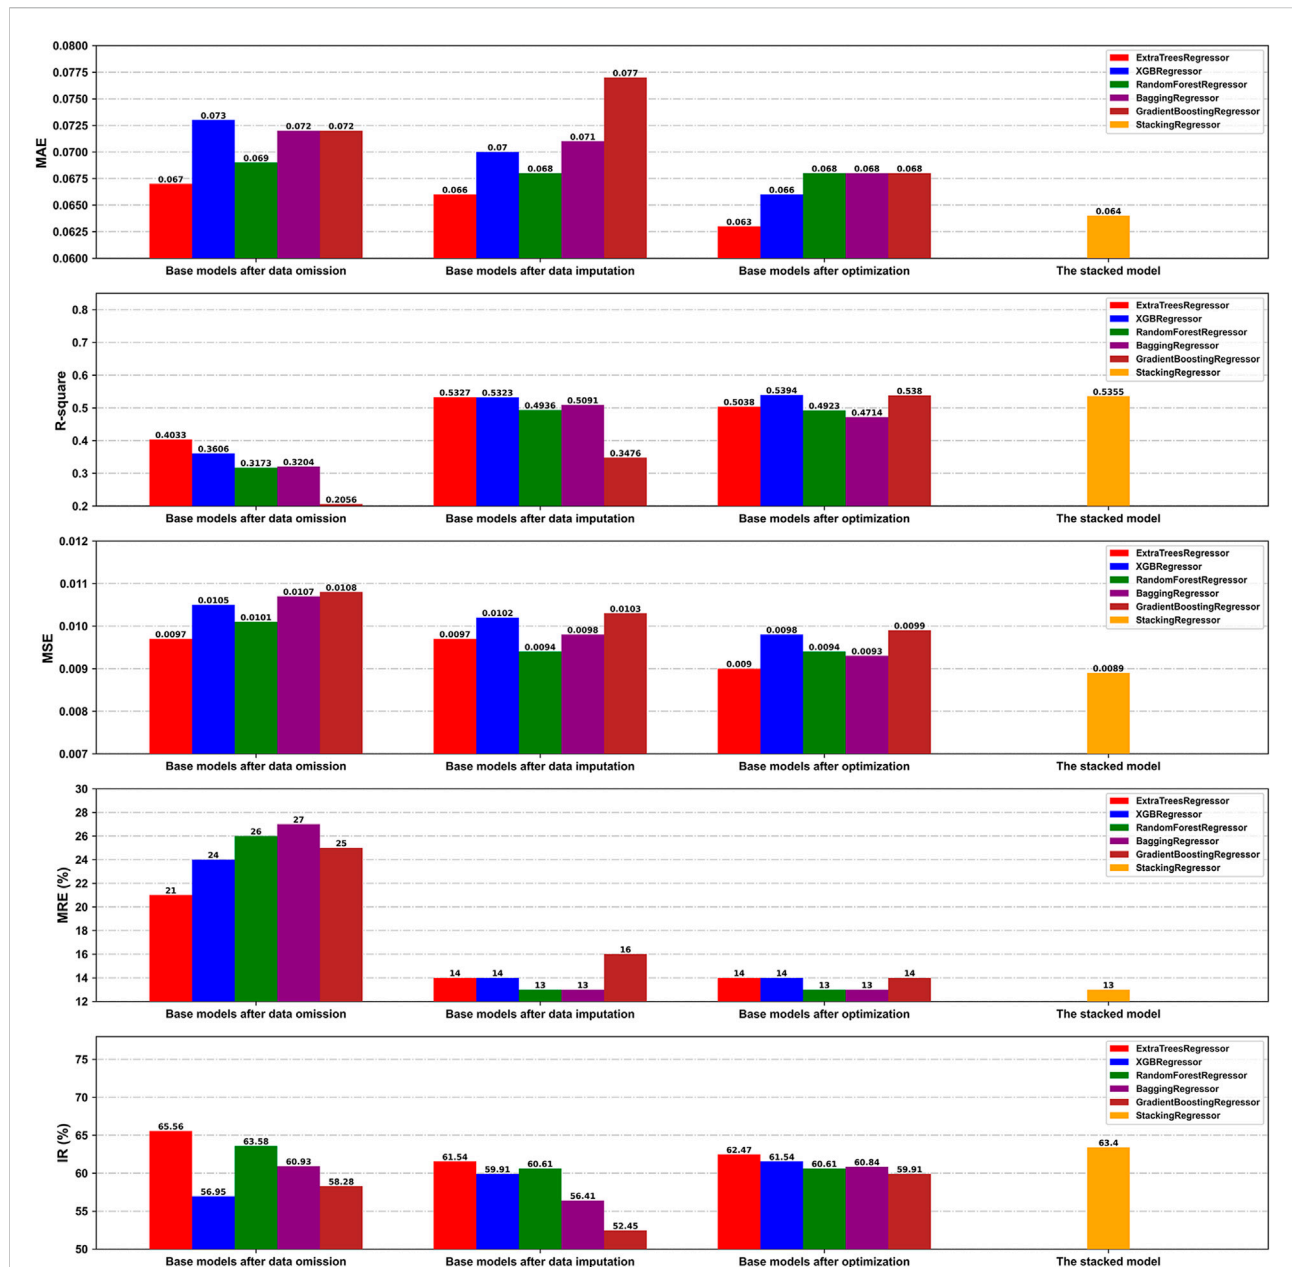 0.0800
0.0775
0.0750
0.0725
0.0700
0.0675
0.0650
0.0625
0.0600
MAE
0.067
0.073
0.069
0.072
0.072
0.066
0.07
0.068
0.071
0.077
0.063
0.066
0.068
0.068
0.068
0.064
ExtraTreesRegressor
XGBRegressor
RandomForestRegressor
BaggingRegressor
GradientBoostingRegressor
StackingRegressor
Base models after data omission
Base models after data imputation
Base models after optimization
The stacked model
0.8
0.7
0.6
0.5
0.4
0.3
0.2
R-square
0.4033
0.3606
0.3173
0.3204
0.2056
0.5327
0.5323
0.4936
0.5091
0.3476
0.5038
0.5394
0.4923
0.4714
0.538
0.5355
ExtraTreesRegressor
XGBRegressor
RandomForestRegressor
BaggingRegressor
GradientBoostingRegressor
StackingRegressor
Base models after data omission
Base models after data imputation
Base models after optimization
The stacked model
0.012
0.011
0.010
0.009
0.008
0.007
MSE
0.0097
0.0105
0.0101
0.0107
0.0108
0.0097
0.0102
0.0094
0.0098
0.0103
0.009
0.0098
0.0094
0.0093
0.0099
0.0089
ExtraTreesRegressor
XGBRegressor
RandomForestRegressor
BaggingRegressor
GradientBoostingRegressor
StackingRegressor
Base models after data omission
Base models after data imputation
Base models after optimization
The stacked model
30
28
26
24
22
20
18
16
14
12
MRE (%)
21
24
26
27
25
14
14
13
13
16
14
14
13
13
14
13
ExtraTreesRegressor
XGBRegressor
RandomForestRegressor
BaggingRegressor
GradientBoostingRegressor
StackingRegressor
Base models after data omission
Base models after data imputation
Base models after optimization
The stacked model
75
70
65
60
55
50
IR (%)
65.56
56.95
63.58
60.93
58.28
61.54
59.91
60.61
56.41
52.45
62.47
61.54
60.61
60.84
59.91
63.4
ExtraTreesRegressor
XGBRegressor
RandomForestRegressor
BaggingRegressor
GradientBoostingRegressor
StackingRegressor
Base models after data omission
Base models after data imputation
Base models after optimization
The stacked model